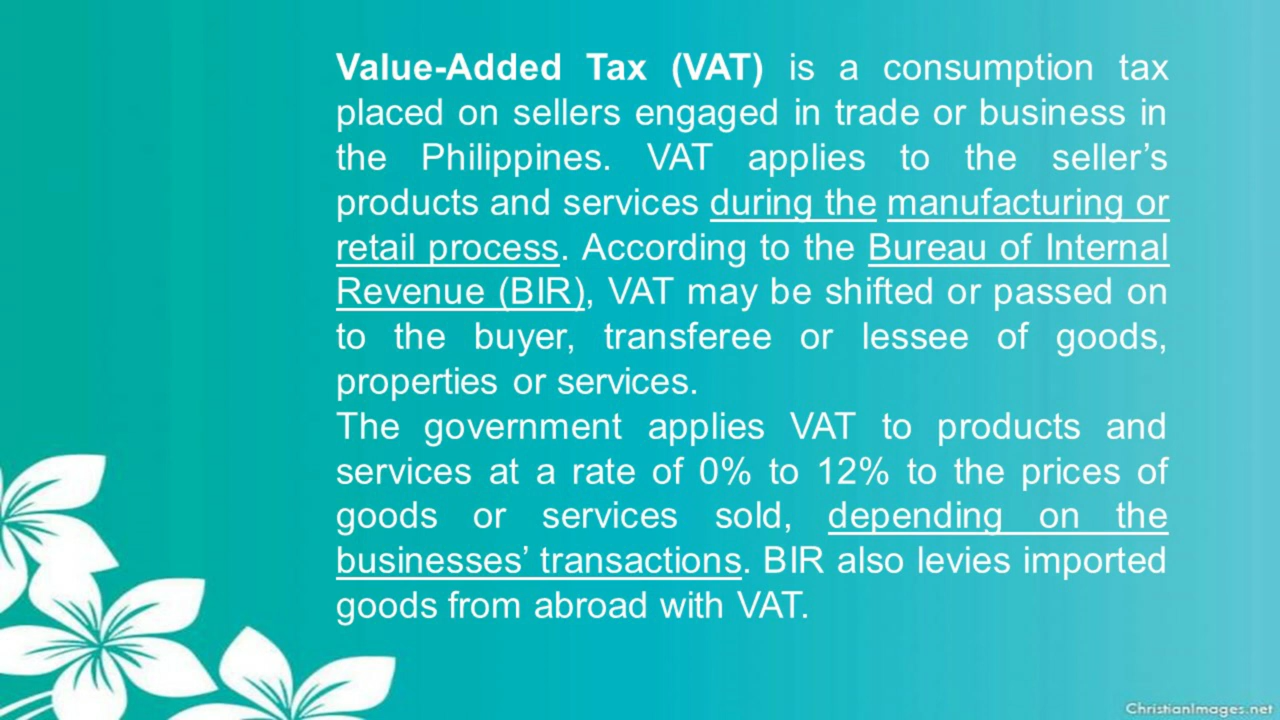 Value-Added Tax (VAT) is a consumption tax
placed on sellers engaged in trade or business in
the Philippines. VAT applies to the seller’s
products and services during the manufacturing or
retail process. According to the Bureau of Internal
Revenue (BIR), VAT may be shifted or passed on
to the buyer, transferee or lessee of goods,
properties or services.
The government applies VAT to products and
services at a rate of 0% to 12% to the prices of
goods or services sold, depending on the
businesses’ transactions. BIR also levies imported
goods from abroad with VAT.
ChristianImages.net